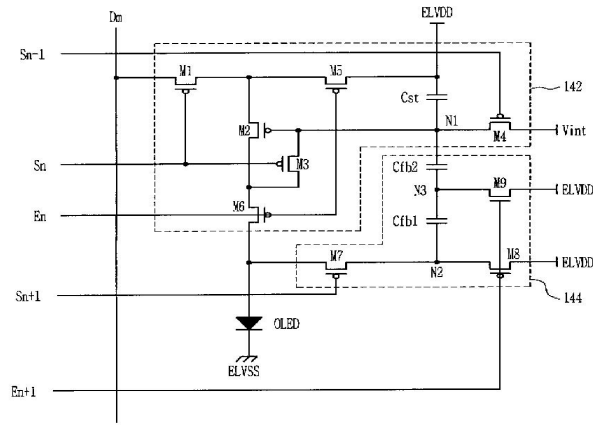 Dm
ELVDD
Sn-1
M1
M5
Cst
142
M2
N1
M4
Vint
Sn
M3
Cfb2
M9
En
M6
N3
ELVDD
Cfb1
M7
M8
N2
ELVDD
Sn+1
144
OLED
ELVSS
En+1